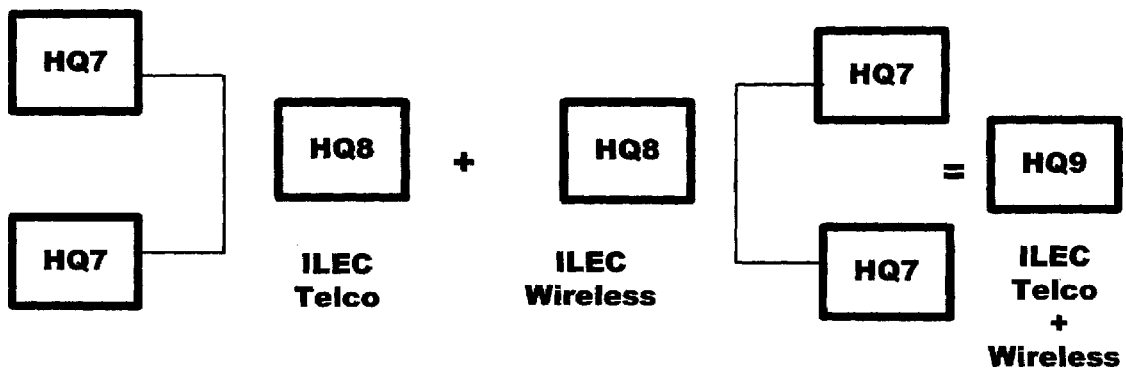 HQ7
HQ7
HQ8
ILEC
Telco
+
HQ8
ILEC
Wireless
HQ7
HQ7
=
HQ9
ILEC
Telco
+
Wireless